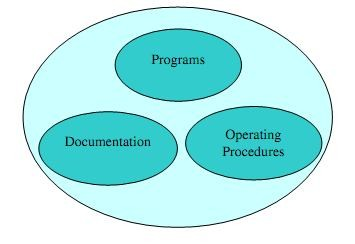 Programs
Documentation
Operating
Procedures